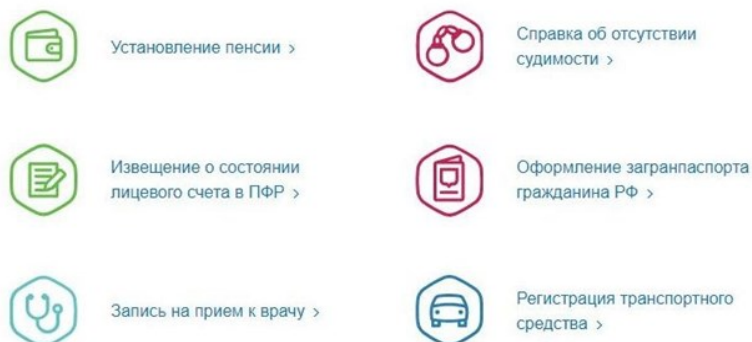 Установление пенсии >
Справка об отсутствии
судимости >
Извещение о состоянии
лицевого счета в ПФР >
Оформление загранпаспорта
гражданина РФ >
Запись на прием к врачу >
Регистрация транспортного
средства >